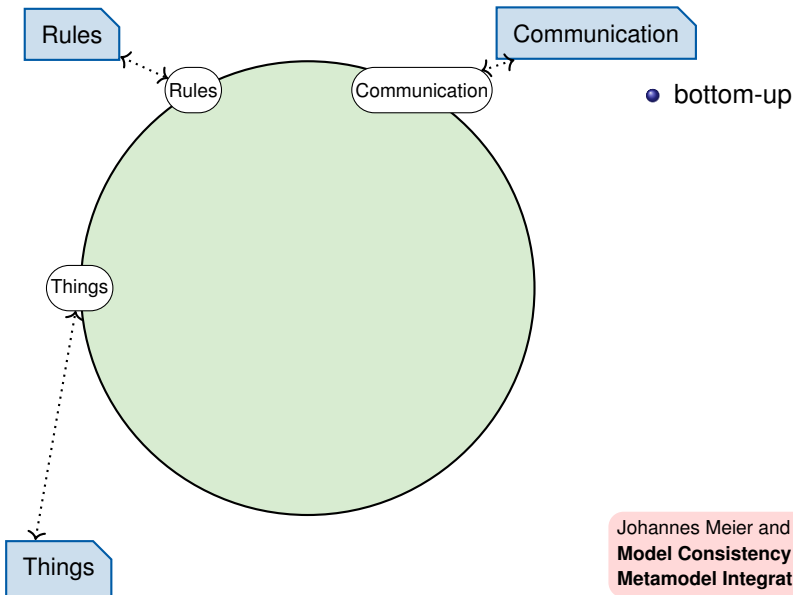 Rules
Communication
Rules
Communication
bottom-up
Things
Things
Johannes Meier and
Model Consistency
Metamodel Integrat